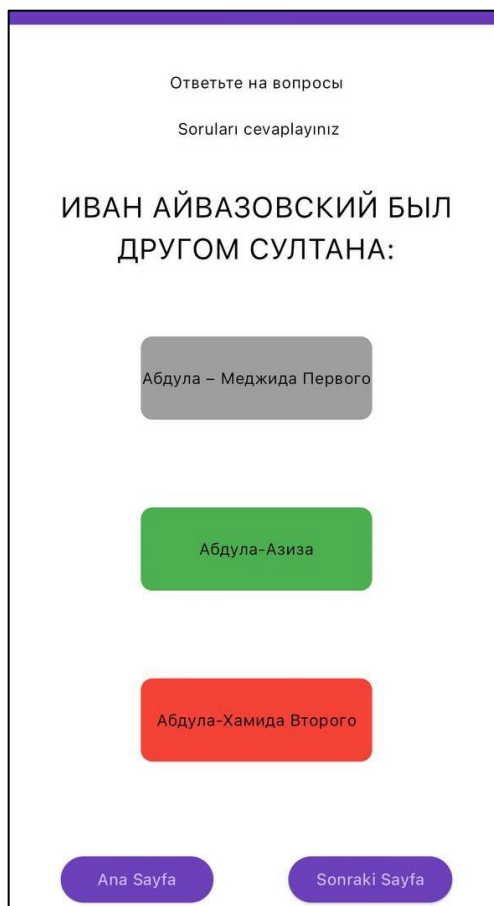 Ответьте на вопросы
Soruları cevaplayınız
ИВАН АЙВАЗОВСКИЙ БЫЛ
ДРУГОМ СУЛТАНА:
Абдула – Меджида Первого
Абдула-Азиза
Абдула-Хамида Второго
Ana Sayfa
Sonraki Sayfa